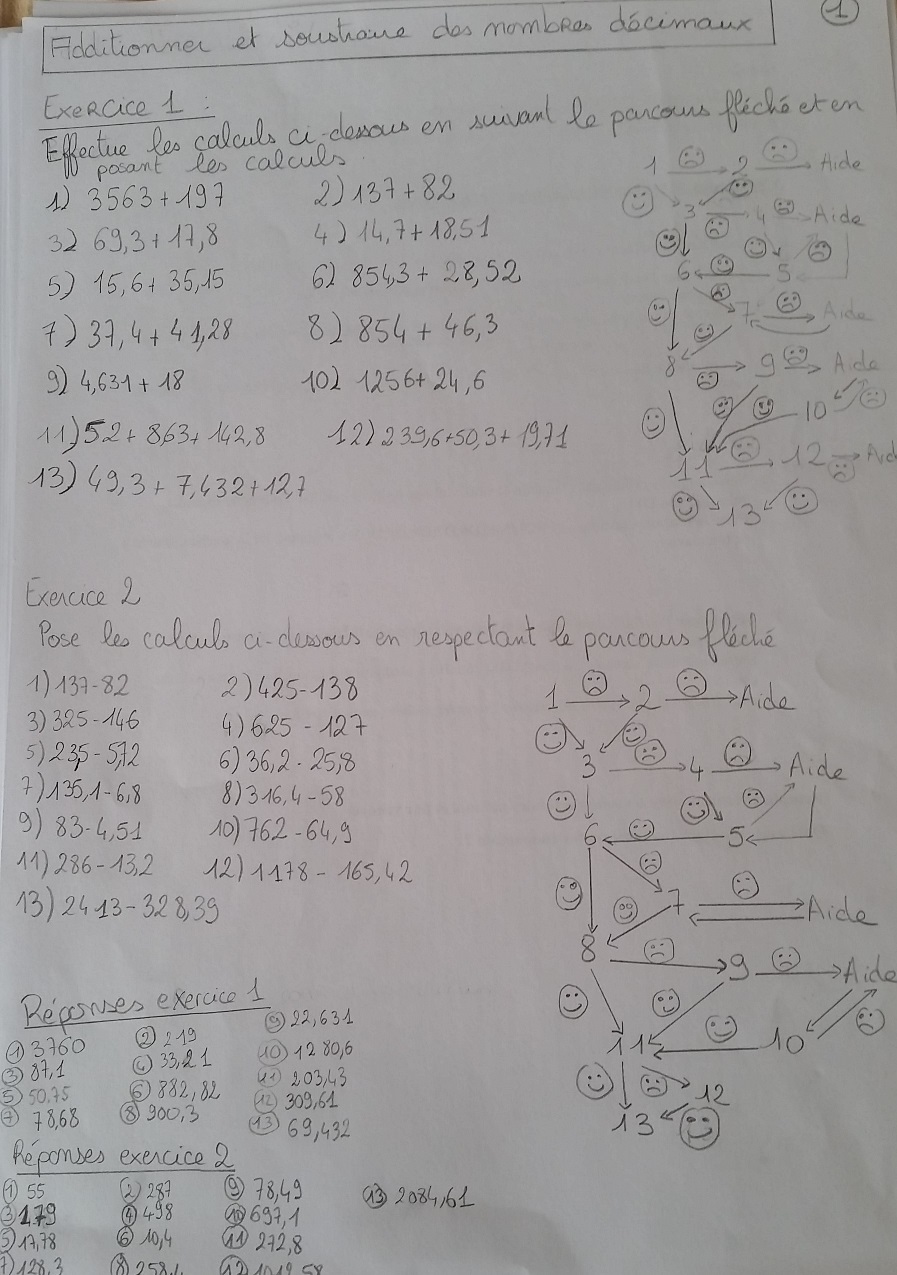 1
Additionner et soustraire des nombres décimaux
Exercice 1 :
Effectue les calculs ci-dessous en suivant le parcours fléché et en
posant les calculs.
1) 3563 + 197 2) 137 + 82
3) 69,3 + 17,8 4) 14,7 + 18,51
5) 15,6 + 35,15 6) 854,3 + 28,52
7) 37,4 + 41,28 8) 854 + 46,3
9) 4,631 + 18 10) 1256 + 24,6
11) 52 + 8,63 + 142,8 12) 239,6 + 50,3 + 19,71
13) 49,3 + 7,432 + 12,7
1 2 Aide
3 4 Aide
6 5
7 Aide
8 9 Aide
10
11 12 Aide
13
Exercice 2
Pose les calculs ci-dessous en respectant le parcours fléché
1) 137-82 2) 425-138
3) 325-146 4) 625 - 127
5) 23,5 - 5,72 6) 36,2 - 25,8
7) 135,1 - 6,8 8) 316,4 - 58
9) 83 - 4,51 10) 762 - 64,9
11) 286 - 13,2 12) 1178 - 165,42
13) 2413 - 328,39
1 2 Aide
3 4 Aide
6 5
7 Aide
8 9 Aide
11 10
12
13
Réponses exercice 1
1 3760 2 219 9 22,631
3 87,1 4 33,21 10 1280,6
5 50,75 6 882,82 11 203,43
7 78,68 8 900,3 12 309,61
13 69,432
Réponses exercice 2
1 55 2 287 9 78,49 13 2084,61
3 179 4 498 10 697,1
5 17,78 6 10,4 11 272,8
7) 128,3 8 258,4 12 1012,58